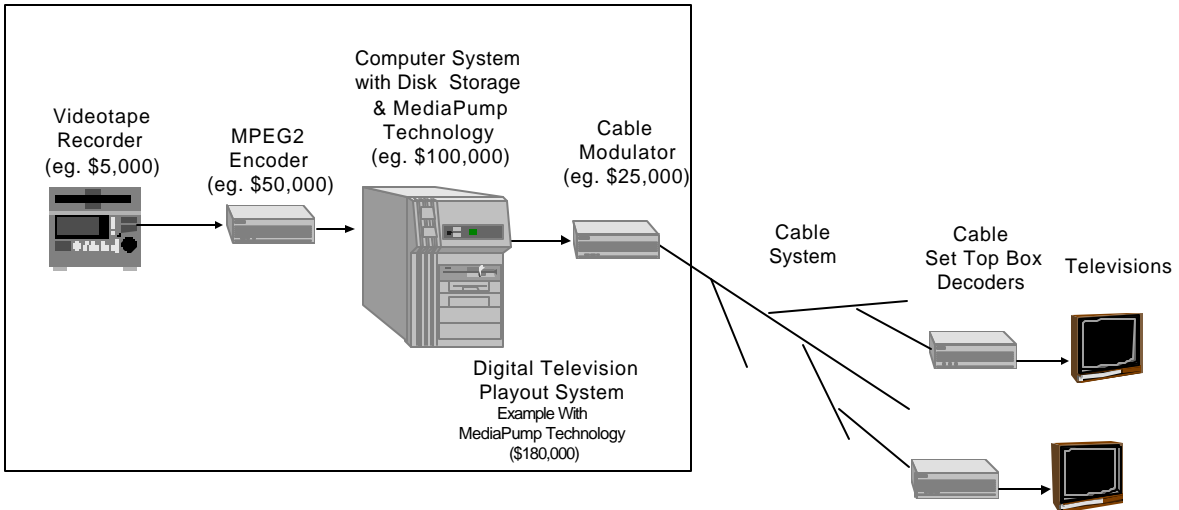 Videotape
Recorder
(eg. $5,000)
MPEG2
Encoder
(eg. $50,000)
Computer System
with Disk Storage
& MediaPump
Technology
(eg. $100,000)
Cable
Modulator
(eg. $25,000)
Cable
System
Cable
Set Top Box
Decoders
Televisions
Digital Television
Playout System
Example With
MediaPump Technology
($180,000)